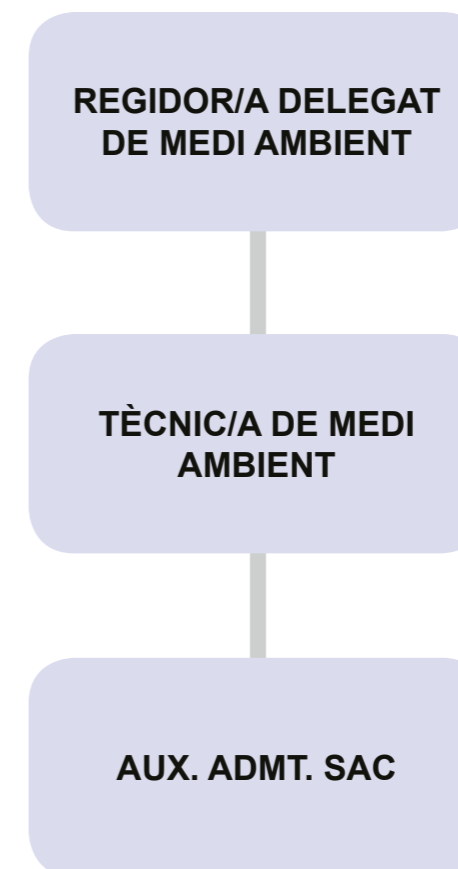 REGIDOR/A DELEGAT
DE MEDI AMBIENT
TÈCNIC/A DE MEDI
AMBIENT
AUX. ADMT. SAC